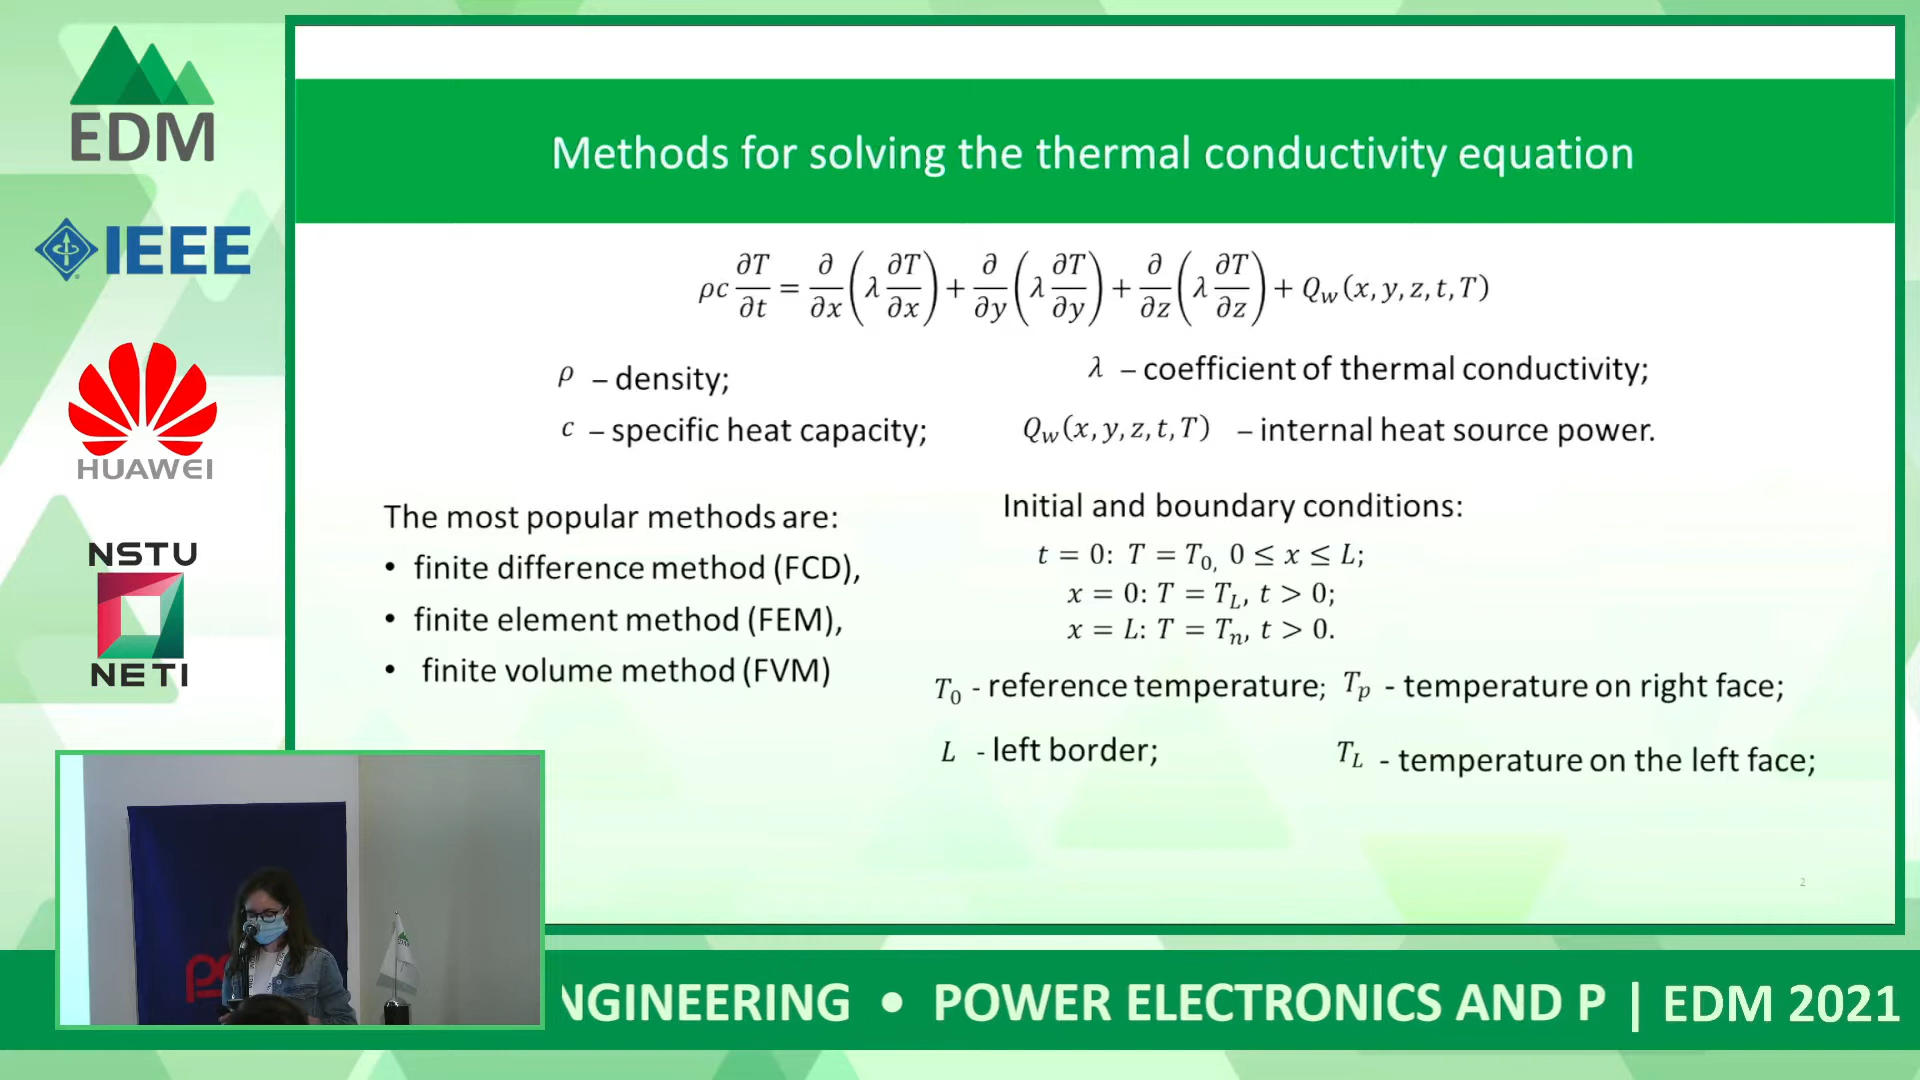 EDM
IEEE
HUAWEI
NSTU
NETI
Methods for solving the thermal conductivity equation
ρc ∂T/∂t = ∂/∂x (λ ∂T/∂x) + ∂/∂y (λ ∂T/∂y) + ∂/∂z (λ ∂T/∂z) + Q_w(x, y, z, t, T)
ρ – density;
λ – coefficient of thermal conductivity;
c – specific heat capacity;
Q_w(x, y, z, t, T) – internal heat source power.
The most popular methods are:
• finite difference method (FCD),
• finite element method (FEM),
• finite volume method (FVM)
Initial and boundary conditions:
t = 0: T = T_0, 0 ≤ x ≤ L;
x = 0: T = T_L, t > 0;
x = L: T = T_n, t > 0.
T_0 - reference temperature; T_p - temperature on right face;
L - left border;
T_L - temperature on the left face;
2
NGINEERING • POWER ELECTRONICS AND P | EDM 2021